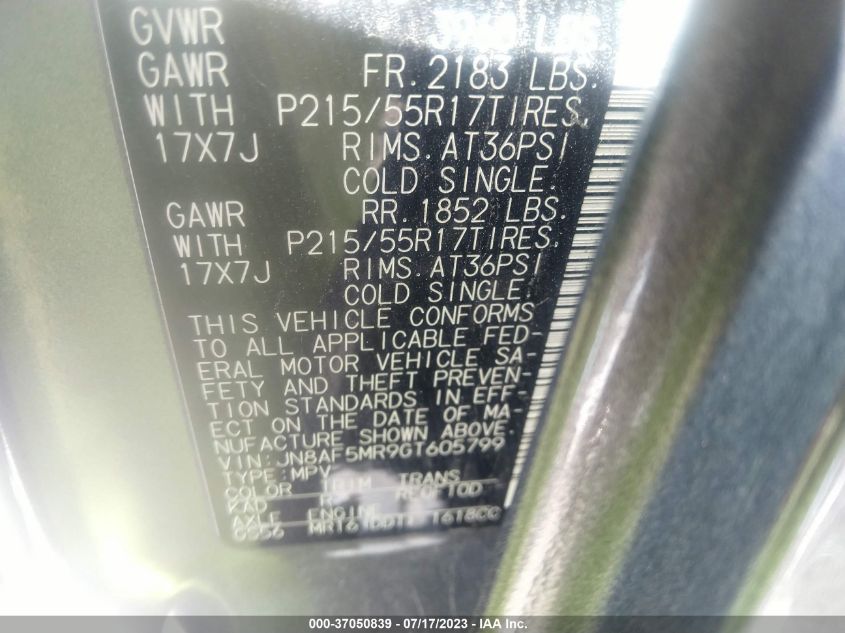 GVWR LBS
GAWR FR. 2183 LBS.
WITH P215/55R17TIRES.
17X7J RIMS. AT36PSI
COLD SINGLE.
GAWR RR. 1852 LBS.
WITH P215/55R17TIRES.
17X7J RIMS. AT36PSI
COLD SINGLE.
THIS VEHICLE CONFORMS
TO ALL APPLICABLE FED-
ERAL MOTOR VEHICLE SA-
FETY AND THEFT PREVEN-
TION STANDARDS IN EFF-
ECT ON THE DATE OF MA-
NUFACTURE SHOWN ABOVE.
VIN: JN8AF5MR9GT605799
TYPE: MPV
COLOR TRIM TRANS
KAD
AXLE ENGINE
000-37050839 - 07/17/2023 - IAA Inc.